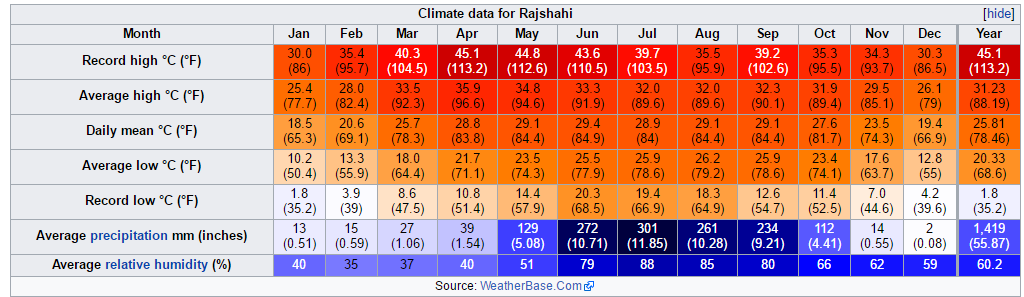 Climate data for Rajshahi [hide]
Month Jan Feb Mar Apr May Jun Jul Aug Sep Oct Nov Dec Year
Record high °C (°F) 30.0 (86) 35.4 (95.7) 40.3 (104.5) 45.1 (113.2) 44.8 (112.6) 43.6 (110.5) 39.7 (103.5) 35.5 (95.9) 39.2 (102.6) 35.3 (95.5) 34.3 (93.7) 30.3 (86.5) 45.1 (113.2)
Average high °C (°F) 25.4 (77.7) 28.0 (82.4) 33.5 (92.3) 35.9 (96.6) 34.8 (94.6) 33.3 (91.9) 32.0 (89.6) 32.0 (89.6) 32.3 (90.1) 31.9 (89.4) 29.5 (85.1) 26.1 (79) 31.23 (88.19)
Daily mean °C (°F) 18.5 (65.3) 20.6 (69.1) 25.7 (78.3) 28.8 (83.8) 29.1 (84.4) 29.4 (84.9) 28.9 (84) 29.1 (84.4) 29.1 (84.4) 27.6 (81.7) 23.5 (74.3) 19.4 (66.9) 25.81 (78.46)
Average low °C (°F) 10.2 (50.4) 13.3 (55.9) 18.0 (64.4) 21.7 (71.1) 23.5 (74.3) 25.5 (77.9) 25.9 (78.6) 26.2 (79.2) 25.9 (78.6) 23.4 (74.1) 17.6 (63.7) 12.8 (55) 20.33 (68.6)
Record low °C (°F) 1.8 (35.2) 3.9 (39) 8.6 (47.5) 10.8 (51.4) 14.4 (57.9) 20.3 (68.5) 19.4 (66.9) 18.3 (64.9) 12.6 (54.7) 11.4 (52.5) 7.0 (44.6) 4.2 (39.6) 1.8 (35.2)
Average precipitation mm (inches) 13 (0.51) 15 (0.59) 27 (1.06) 39 (1.54) 129 (5.08) 272 (10.71) 301 (11.85) 261 (10.28) 234 (9.21) 112 (4.41) 14 (0.55) 2 (0.08) 1,419 (55.87)
Average relative humidity (%) 40 35 37 40 51 79 88 85 80 66 62 59 60.2
Source: WeatherBase.Com